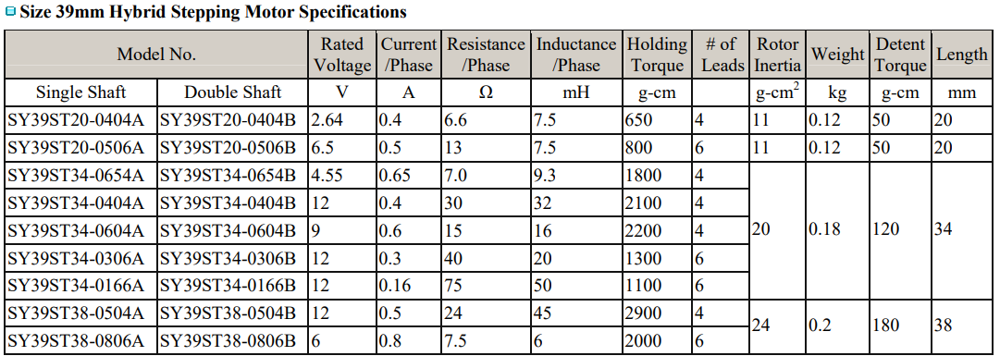 Size 39mm Hybrid Stepping Motor Specifications
Model No. Rated Voltage Current /Phase Resistance /Phase Inductance /Phase Holding Torque # of Leads Rotor Inertia Weight Detent Torque Length
Single Shaft Double Shaft V A Ω mH g-cm g-cm² kg g-cm mm
SY39ST20-0404A SY39ST20-0404B 2.64 0.4 6.6 7.5 650 4 11 0.12 50 20
SY39ST20-0506A SY39ST20-0506B 6.5 0.5 13 7.5 800 6 11 0.12 50 20
SY39ST34-0654A SY39ST34-0654B 4.55 0.65 7.0 9.3 1800 4
SY39ST34-0404A SY39ST34-0404B 12 0.4 30 32 2100 4
SY39ST34-0604A SY39ST34-0604B 9 0.6 15 16 2200 4 20 0.18 120 34
SY39ST34-0306A SY39ST34-0306B 12 0.3 40 20 1300 6
SY39ST34-0166A SY39ST34-0166B 12 0.16 75 50 1100 6
SY39ST38-0504A SY39ST38-0504B 12 0.5 24 45 2900 4 24 0.2 180 38
SY39ST38-0806A SY39ST38-0806B 6 0.8 7.5 6 2000 6